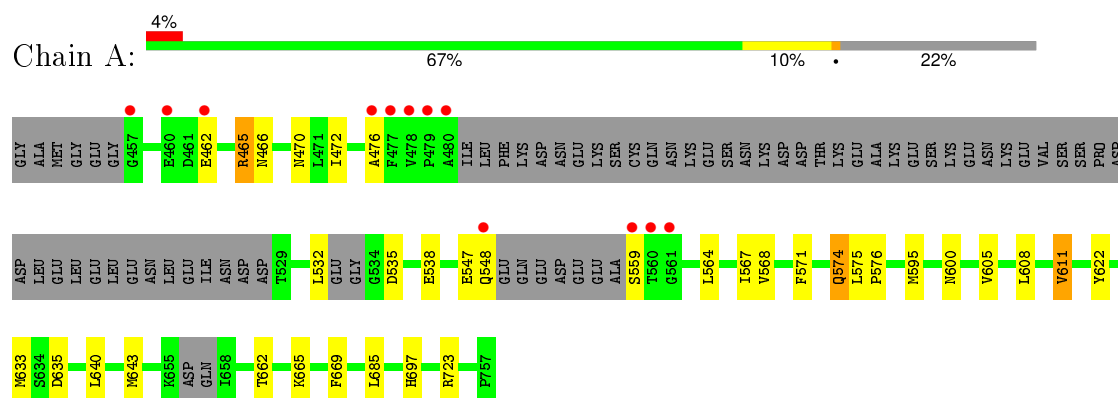 4%
Chain A:
67% 10% • 22%
GLY ALA MET GLY GLU GLY G457 E460 D461 E462 R465 N466 N470 L471 I472 A476 F477 V478 P479 A480 ILE LEU PHE LYS ASP ASN GLU LYS SER CYS GLN ASN LYS GLU SER ASN LYS ASP ASP THR LYS GLU ALA LYS GLU SER LYS GLU ASN LYS GLU VAL SER SER PRO ASP
ASP LEU GLU LEU GLU LEU GLU ASN LEU GLU ILE ASN ASP ASP T529 L532 GLU GLY G534 D535 E538 E547 Q548 GLU GLN GLU ASP GLU GLU ALA S559 T560 G561 L564 I567 V568 F571 Q574 L575 P576 M595 N600 V605 L608 V611 Y622
M633 S634 D635 L640 M643 K655 ASP GLN I658 T662 K665 F669 L685 H697 R723 P757